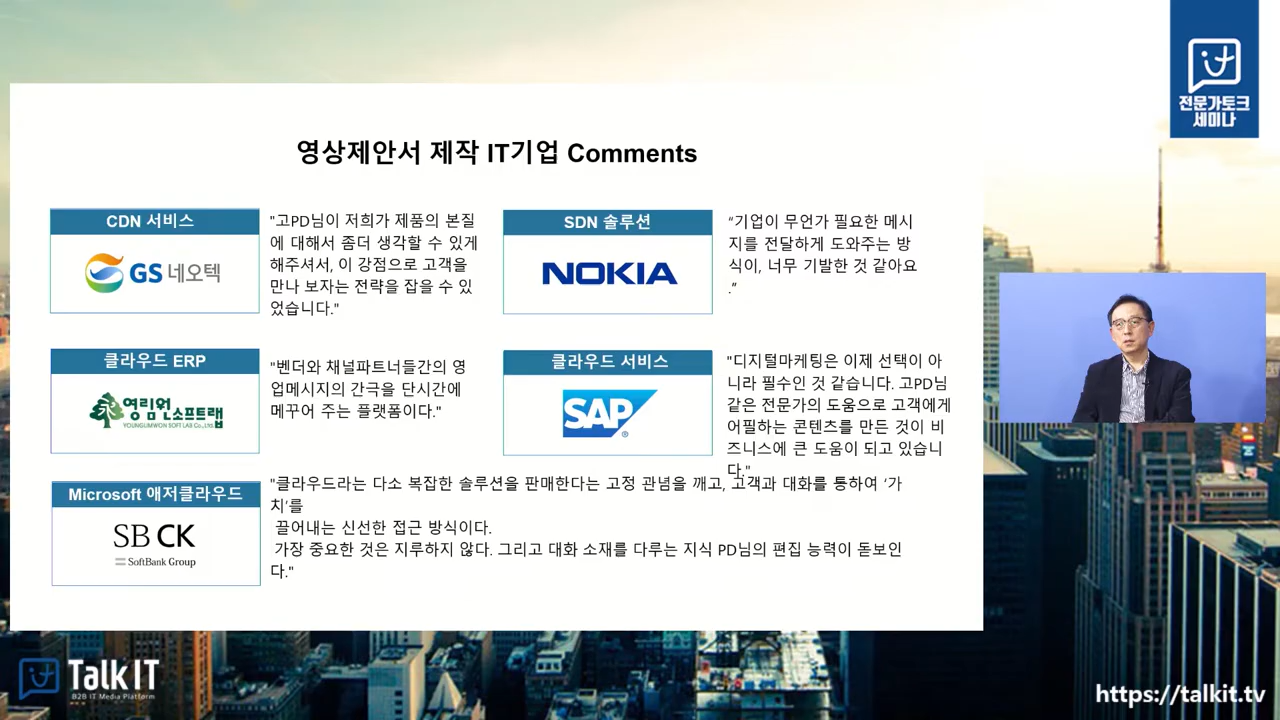 전문가토크
세미나
영상제안서 제작 IT기업 Comments
CDN 서비스
GS 네오텍
"고PD님이 저희가 제품의 본질
에 대해서 좀더 생각할 수 있게
해주셔서, 이 강점으로 고객을
만나 보자는 전략을 잡을 수 있
었습니다."
SDN 솔루션
NOKIA
“기업이 무언가 필요한 메시
지를 전달하게 도와주는 방
식이, 너무 기발한 것 같아요
.”
클라우드 ERP
영림원소프트랩
YOUNGLIMWON SOFT LAB Co., Ltd.
"벤더와 채널파트너들간의 영
업메시지의 간극을 단시간에
메꾸어 주는 플랫폼이다."
클라우드 서비스
SAP
"디지털마케팅은 이제 선택이 아
니라 필수인 것 같습니다. 고PD님
같은 전문가의 도움으로 고객에게
어필하는 콘텐츠를 만든 것이 비
즈니스에 큰 도움이 되고 있습니
다."
Microsoft 애저클라우드
SB CK
SoftBank Group
"클라우드라는 다소 복잡한 솔루션을 판매한다는 고정 관념을 깨고, 고객과 대화를 통하여 ‘가
치’를
끌어내는 신선한 접근 방식이다.
가장 중요한 것은 지루하지 않다. 그리고 대화 소재를 다루는 지식 PD님의 편집 능력이 돋보인
다."
Talk IT
B2B IT Media Platform
https://talkit.tv